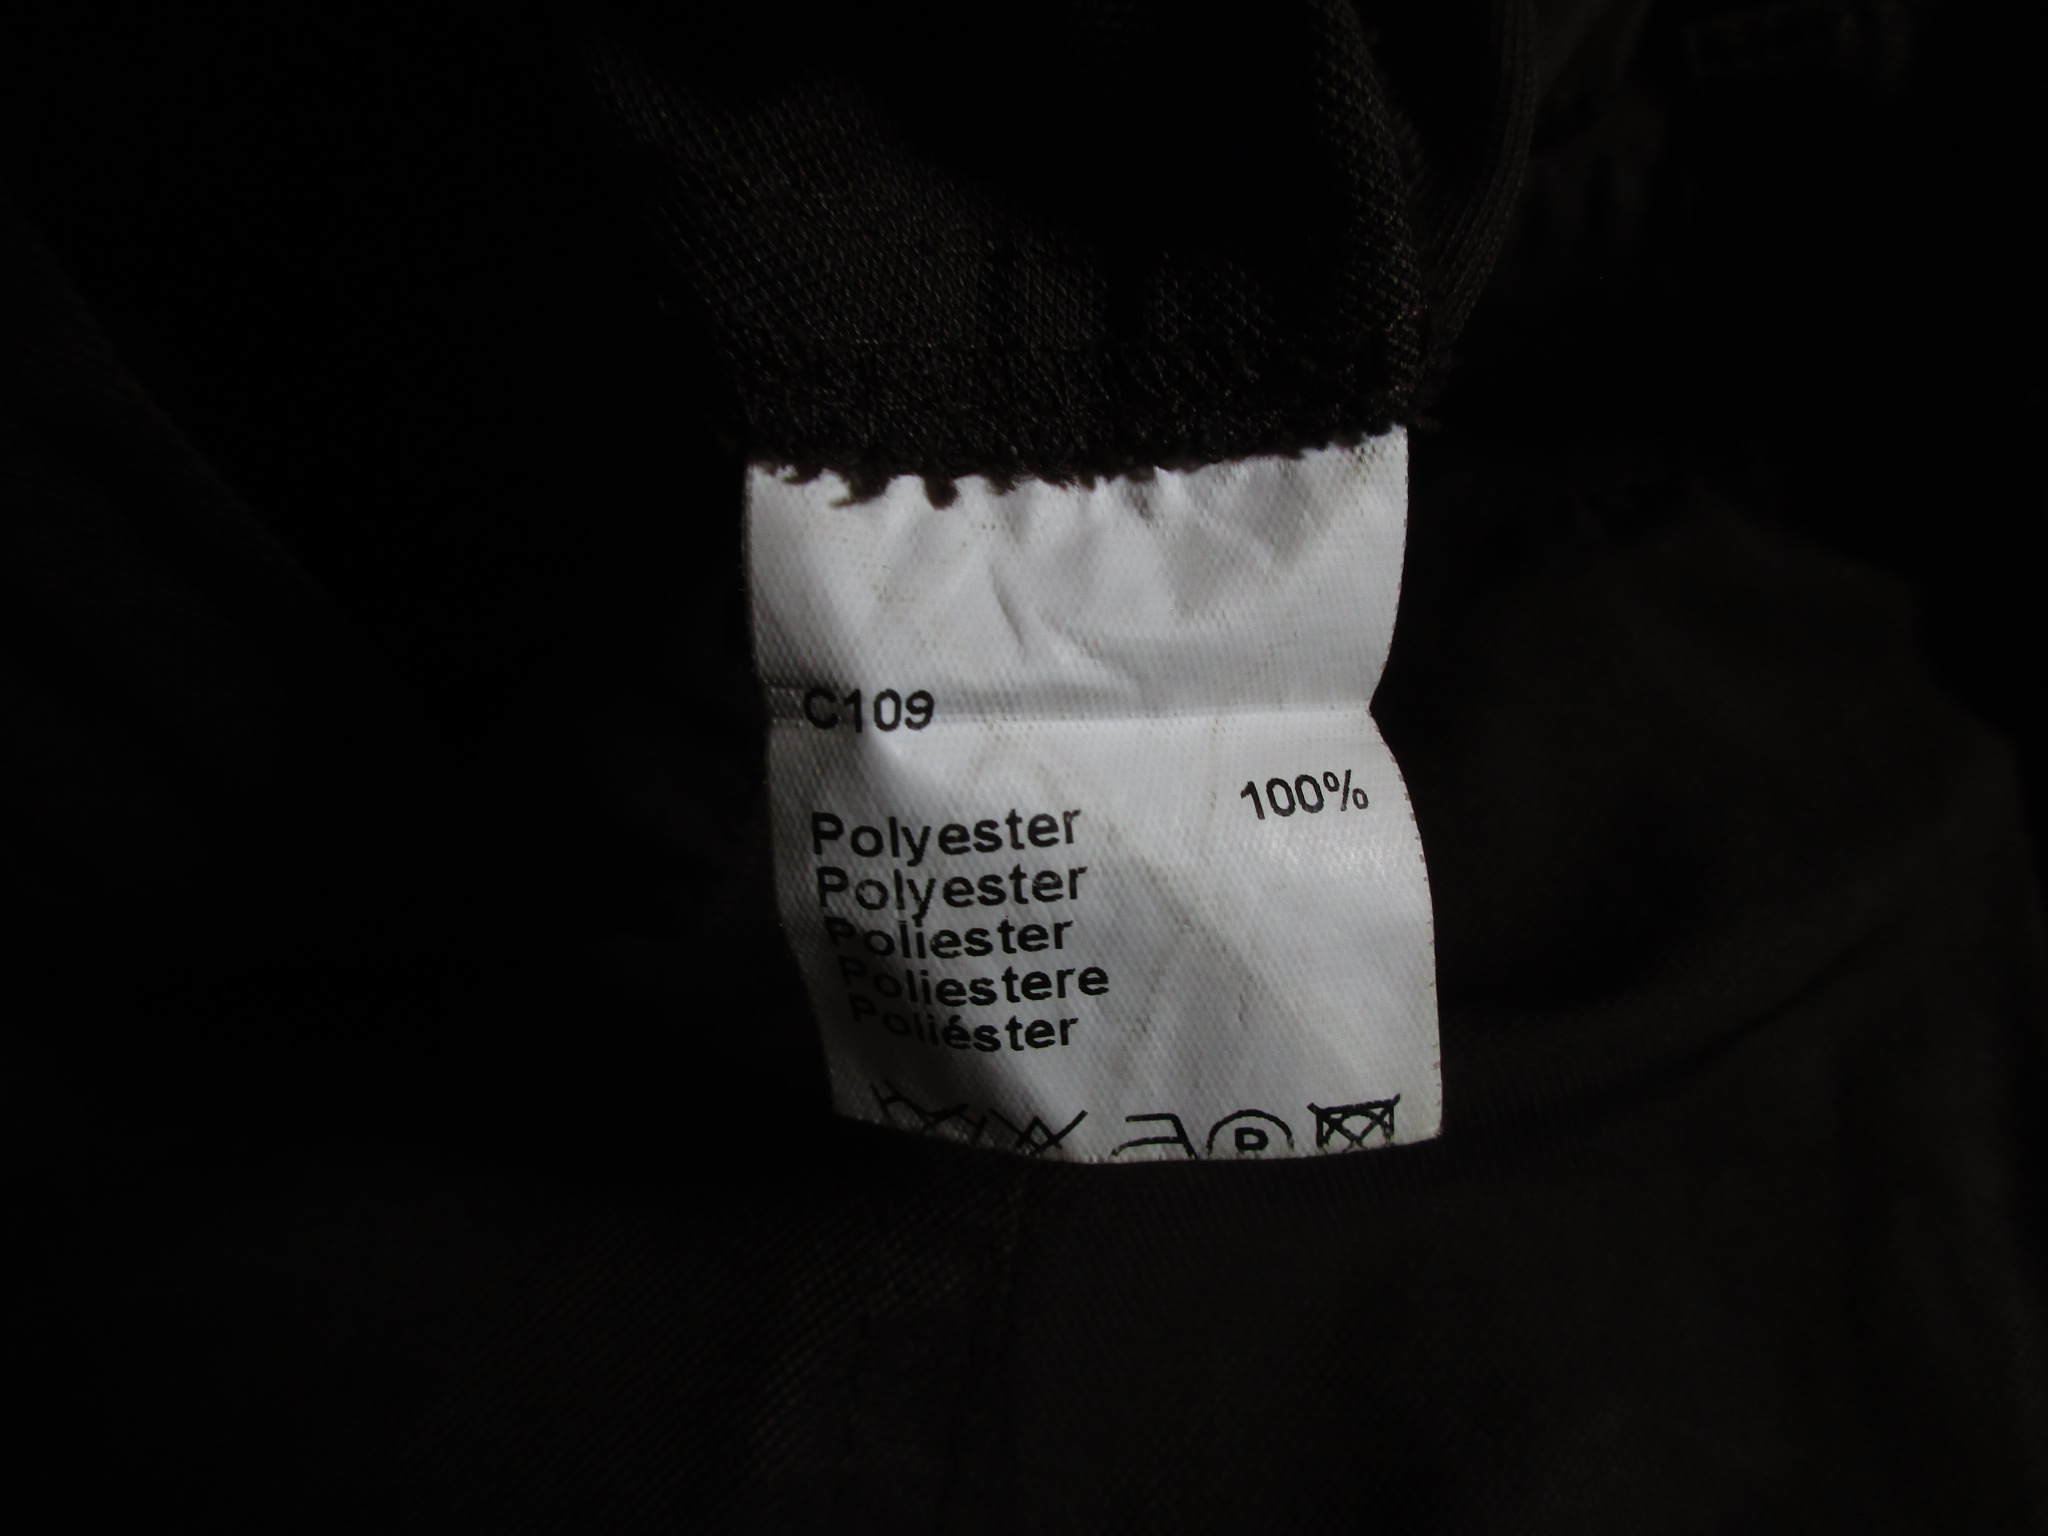 C109
100%
Polyester
Polyester
Poliester
Poliestere
Poliéster
P